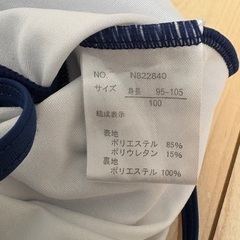 NO. N822840
サイズ 身長 95-105
100
組成表示
表地
ポリエステル 85%
ポリウレタン 15%
裏地
ポリエステル 100%